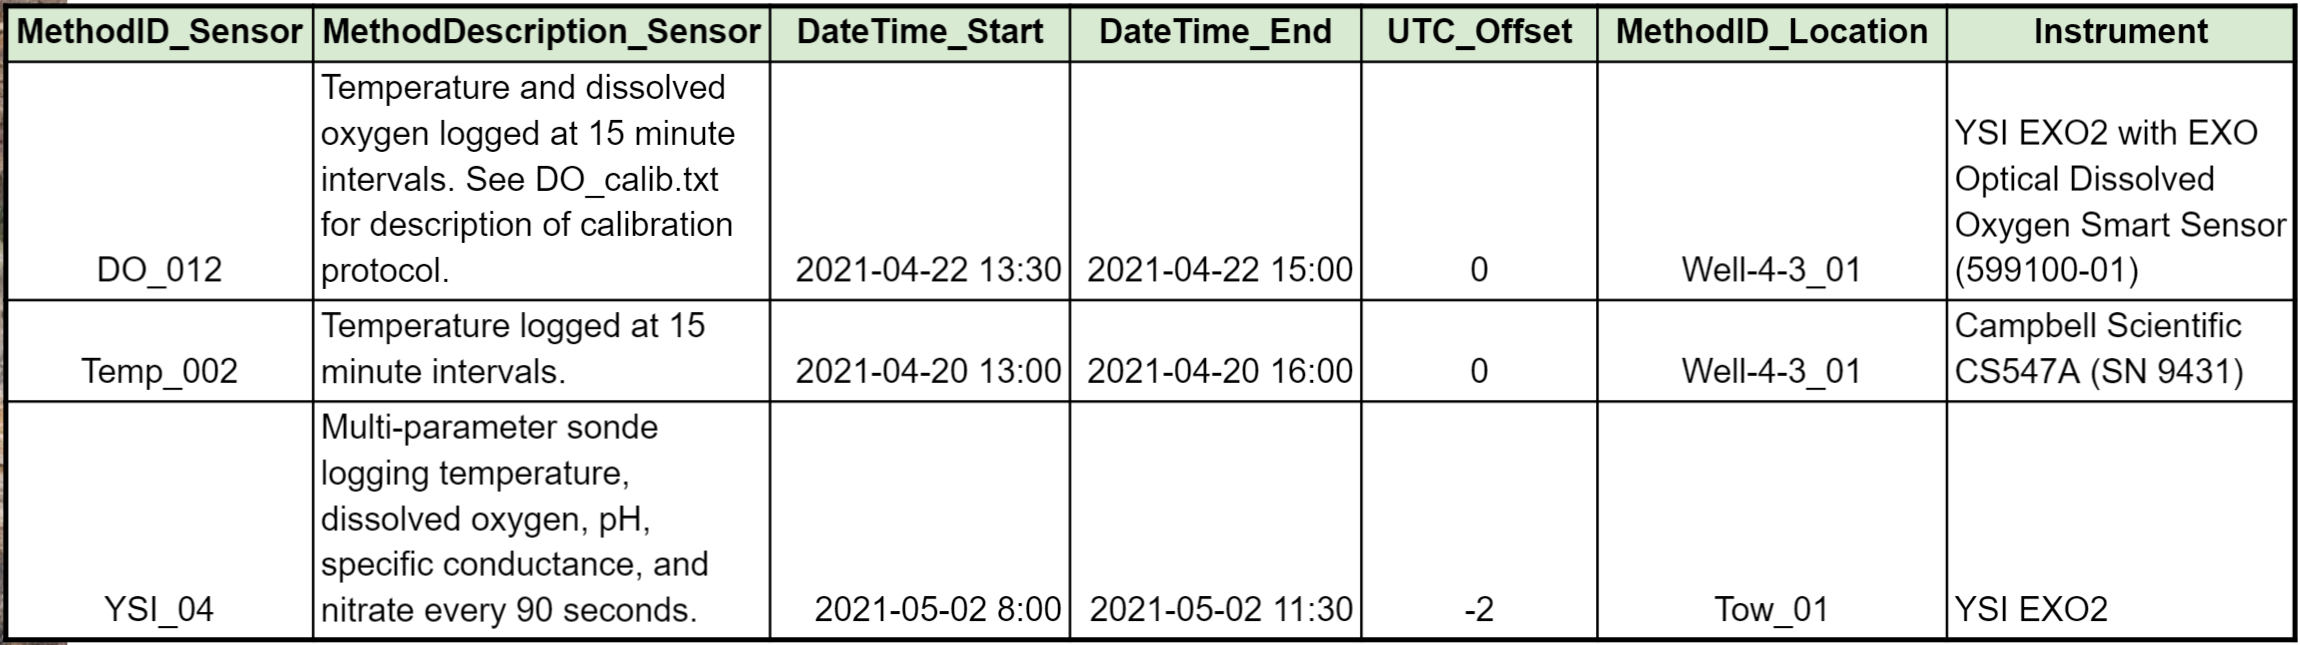 MethodID_Sensor MethodDescription_Sensor DateTime_Start DateTime_End UTC_Offset MethodID_Location Instrument
Temperature and dissolved
oxygen logged at 15 minute YSI EXO2 with EXO
intervals. See DO_calib.txt Optical Dissolved
for description of calibration Oxygen Smart Sensor
DO_012 protocol. 2021-04-22 13:30 2021-04-22 15:00 0 Well-4-3_01 (599100-01)
Temperature logged at 15 Campbell Scientific
Temp_002 minute intervals. 2021-04-20 13:00 2021-04-20 16:00 0 Well-4-3_01 CS547A (SN 9431)
Multi-parameter sonde
logging temperature,
dissolved oxygen, pH,
specific conductance, and
YSI_04 nitrate every 90 seconds. 2021-05-02 8:00 2021-05-02 11:30 -2 Tow_01 YSI EXO2